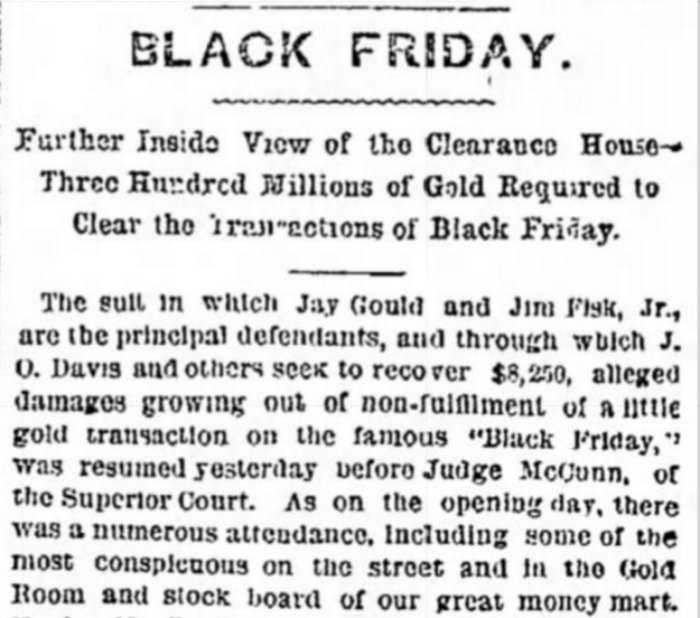 BLACK FRIDAY.
Further Inside View of the Clearance House—
Three Hundred Millions of Gold Required to
Clear the Transactions of Black Friday.
The suit in which Jay Gould and Jim Fisk, Jr.,
are the principal defendants, and through which J.
O. Davis and others seek to recover $8,250, alleged
damages growing out of non-fulfilment of a little
gold transaction on the famous "Black Friday,"
was resumed yesterday before Judge McCunn, of
the Superior Court. As on the opening day, there
was a numerous attendance, including some of the
most conspicuous on the street and in the Gold
Room and stock board of our great money mart.